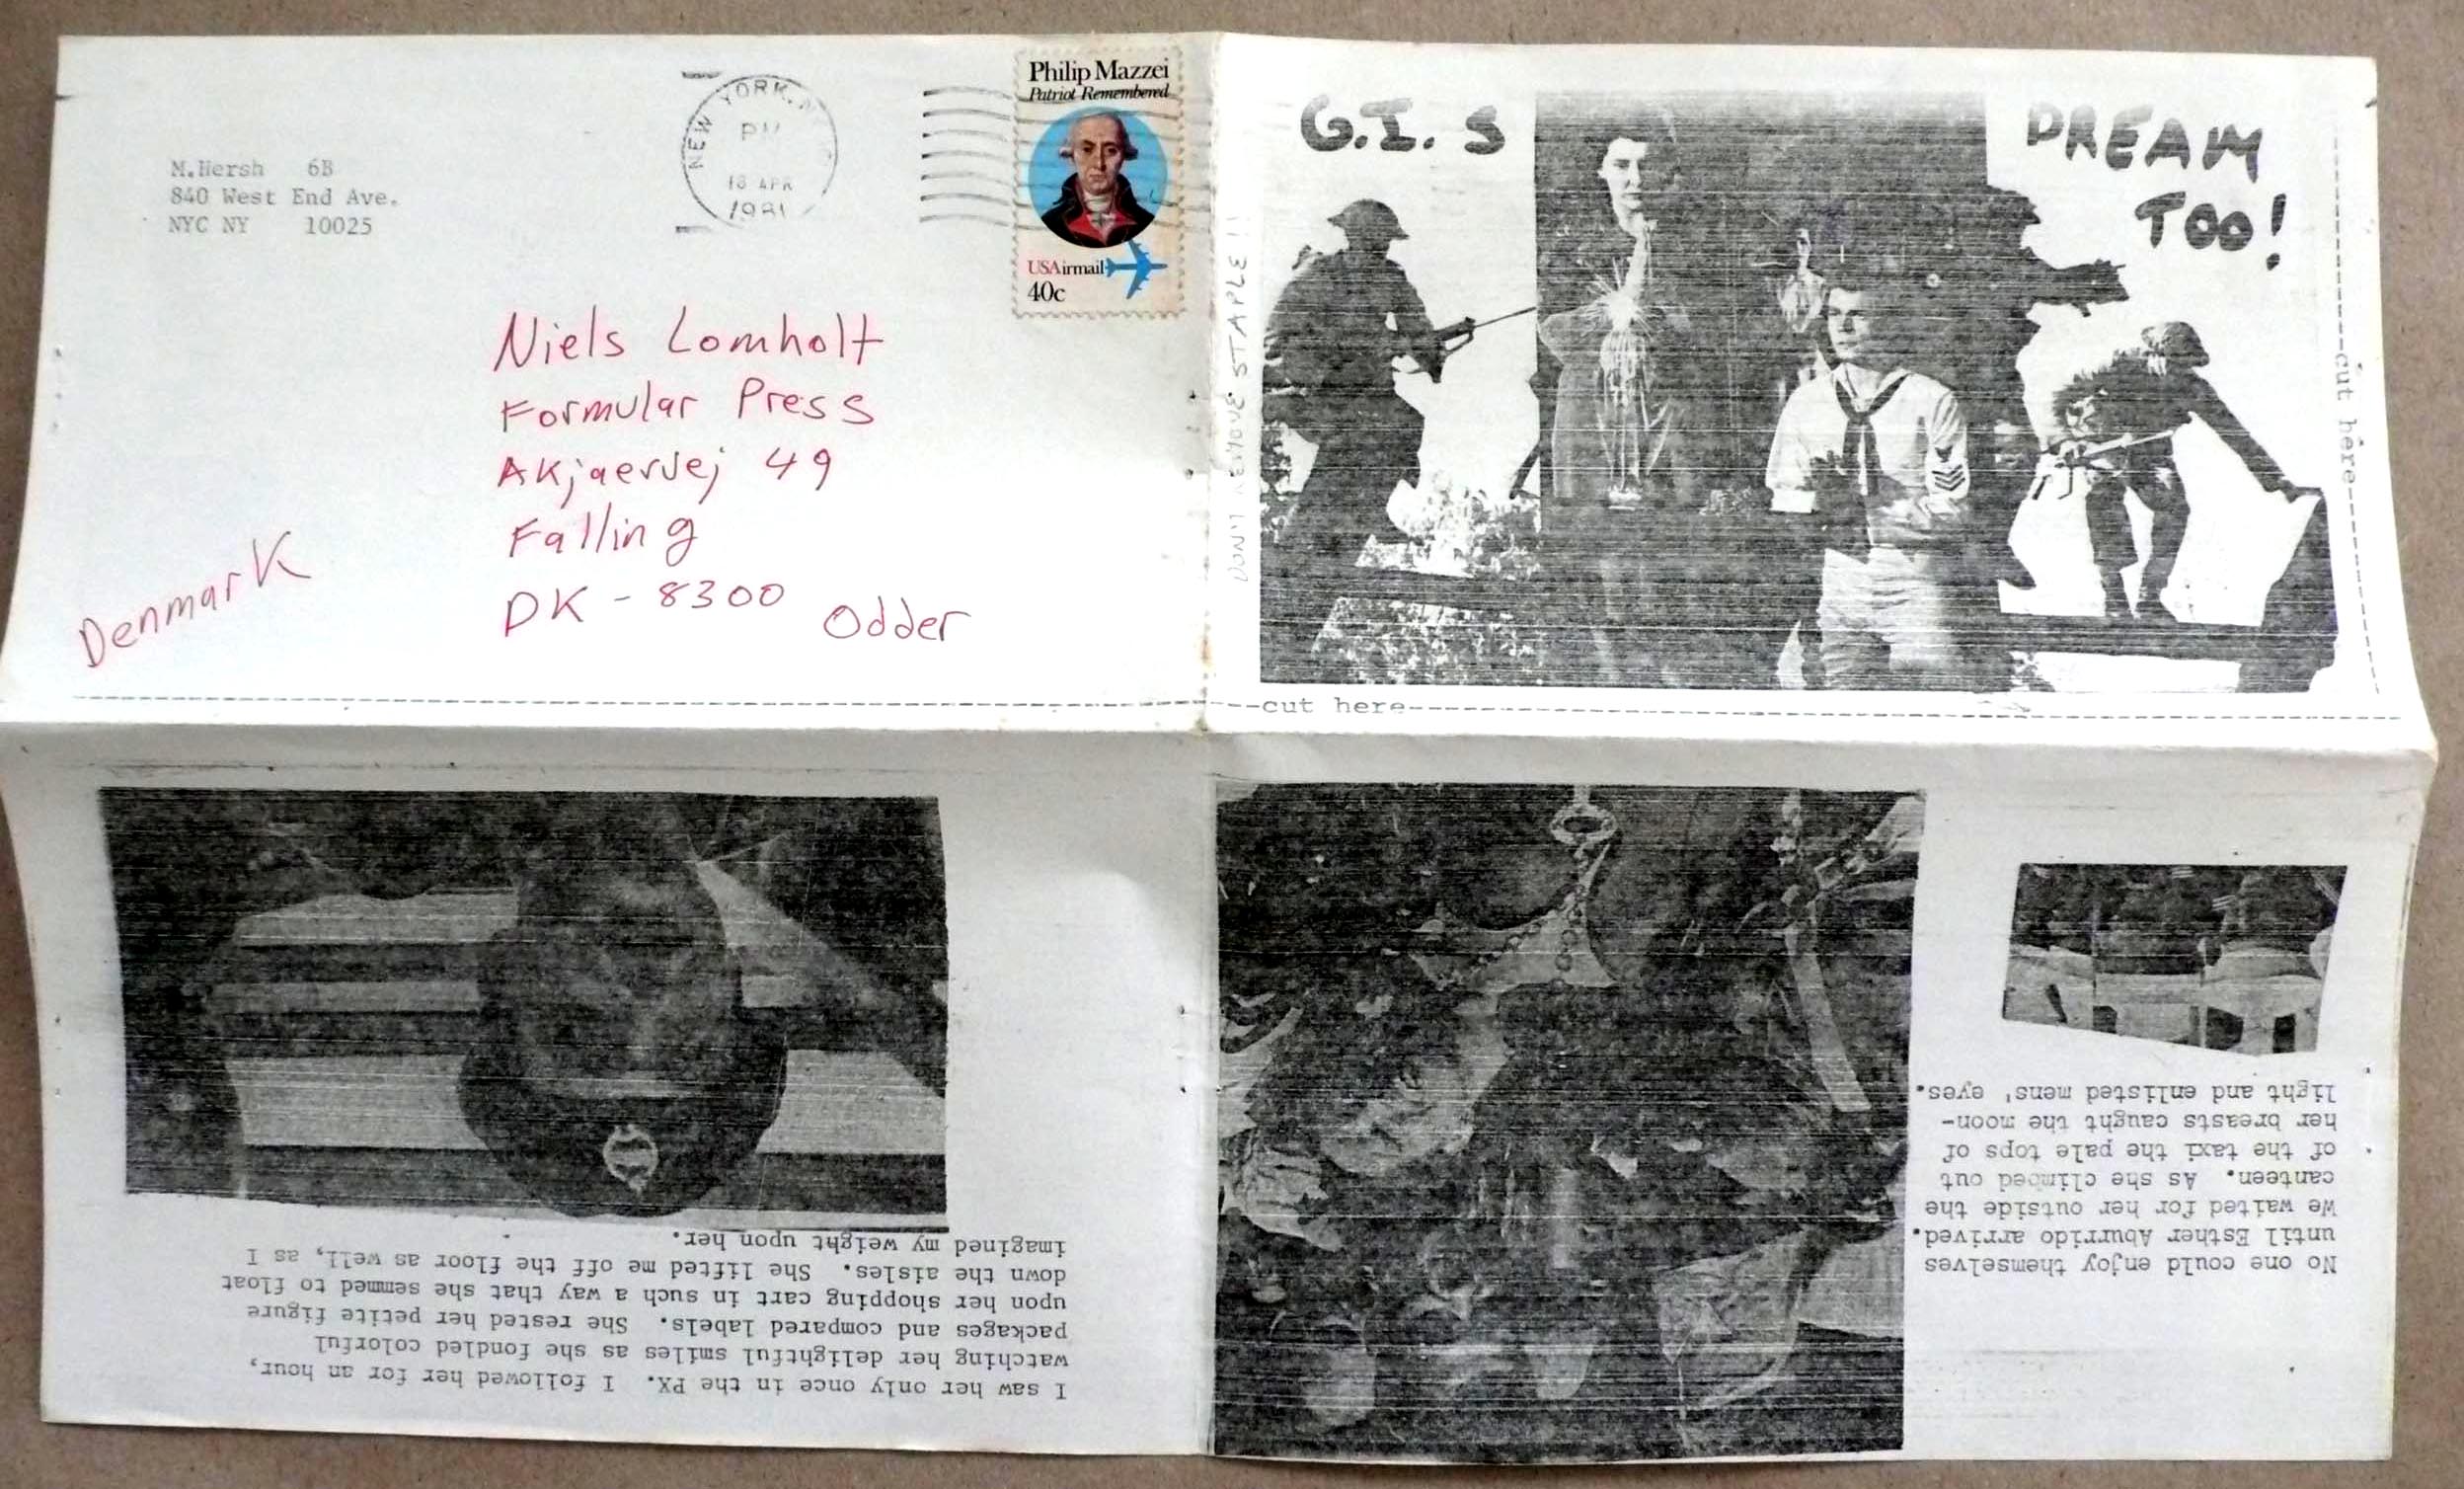 M.Hersh 6B
840 West End Ave.
NYC NY 10025
NEW YORK, N
PM
18 APR
1981
Philip Mazzei
Patriot Remembered
USAirmail
40c
Niels Lomholt
Formular Press
Akjaervej 49
Falling
DK - 8300 Odder
Denmark
DON'T REMOVE STAPLE !!
G.I.S
DREAM
TOO!
cut here
cut here
I saw her only once in the PX. I followed her for an hour,
watching her delightful smiles as she fondled colorful
packages and compared labels. She rested her petite figure
upon her shopping cart in such a way that she semmed to float
down the aisles. She lifted me off the floor as well, as I
imagined my weight upon her.
No one could enjoy themselves
until Esther Aburrido arrived.
We waited for her outside the
canteen. As she climbed out
of the taxi the pale tops of
her breasts caught the moon-
light and enlisted mens' eyes.